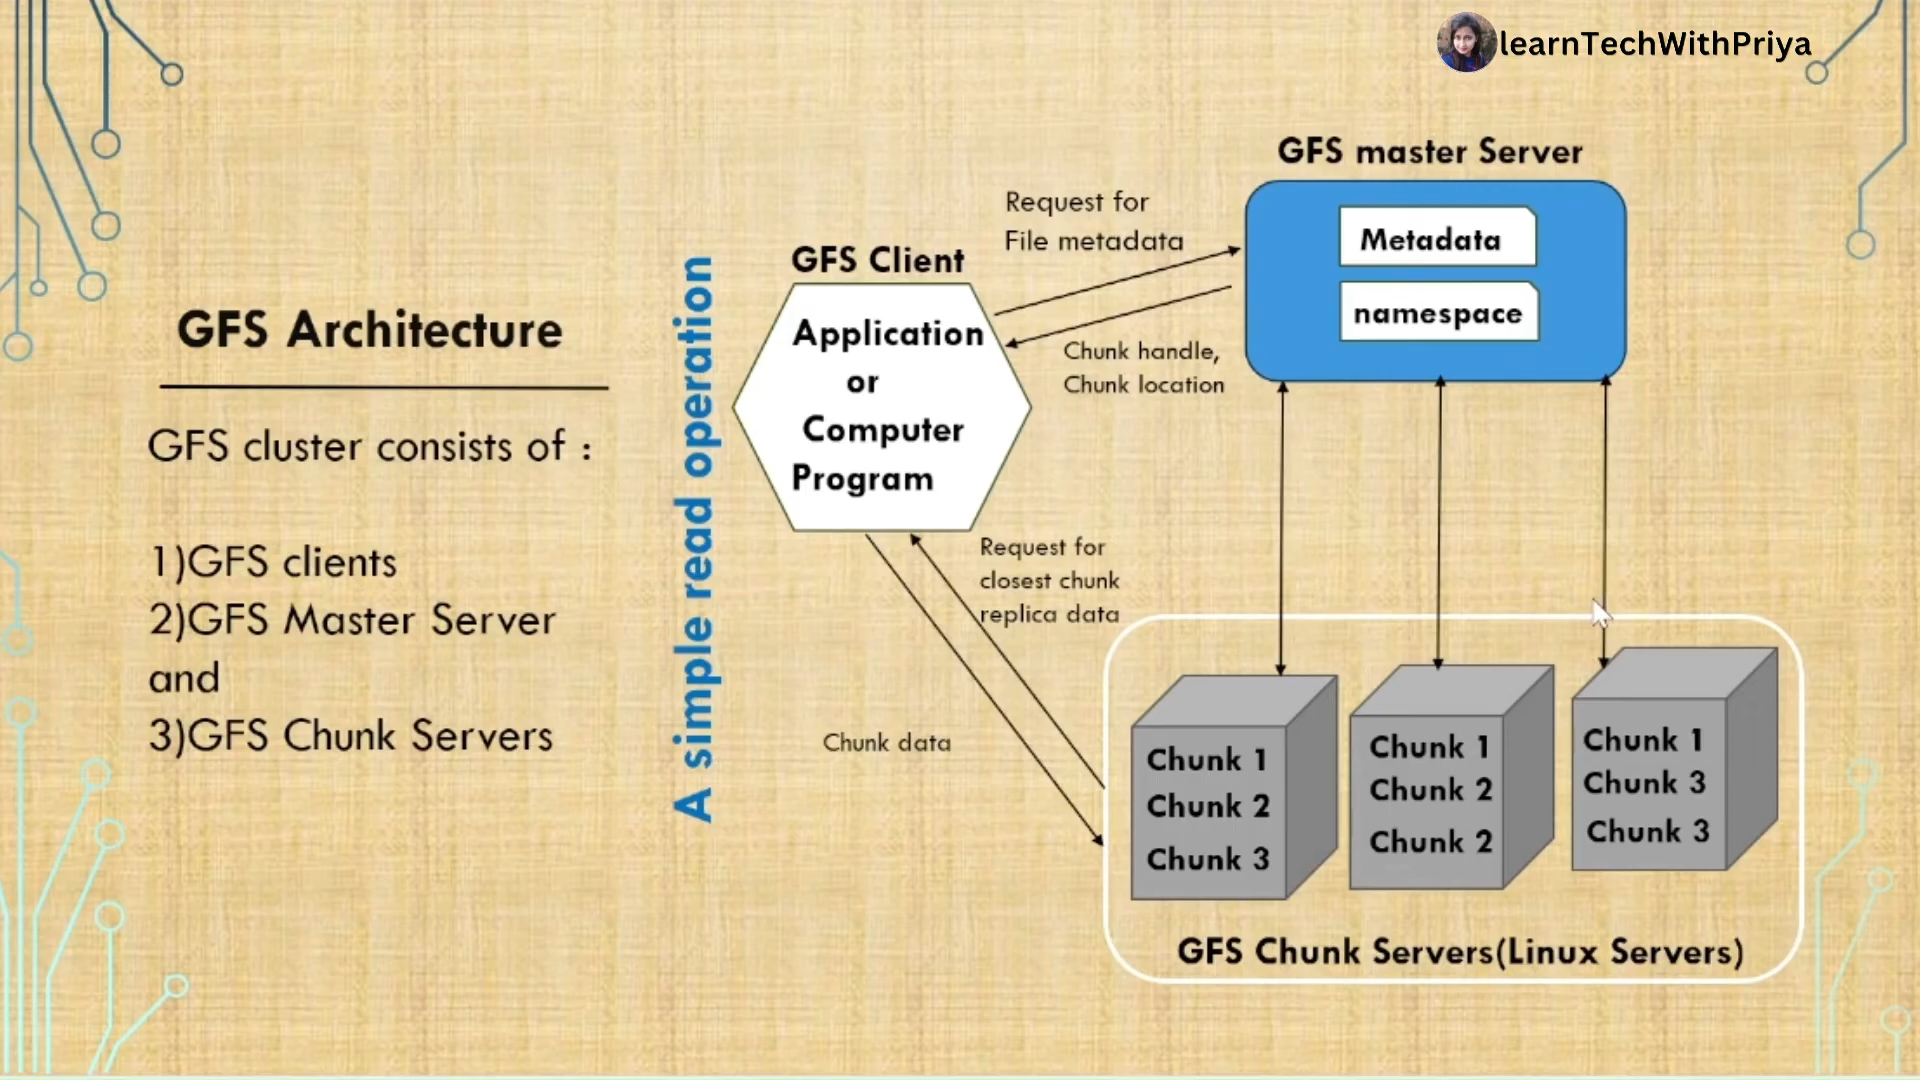 learnTechWithPriya
GFS Architecture
GFS cluster consists of :
1)GFS clients
2)GFS Master Server
and
3)GFS Chunk Servers
A simple read operation
GFS Client
Application
or
Computer
Program
Request for
File metadata
Chunk handle,
Chunk location
GFS master Server
Metadata
namespace
Request for
closest chunk
replica data
Chunk data
Chunk 1
Chunk 2
Chunk 3
Chunk 1
Chunk 2
Chunk 2
Chunk 1
Chunk 3
Chunk 3
GFS Chunk Servers(Linux Servers)